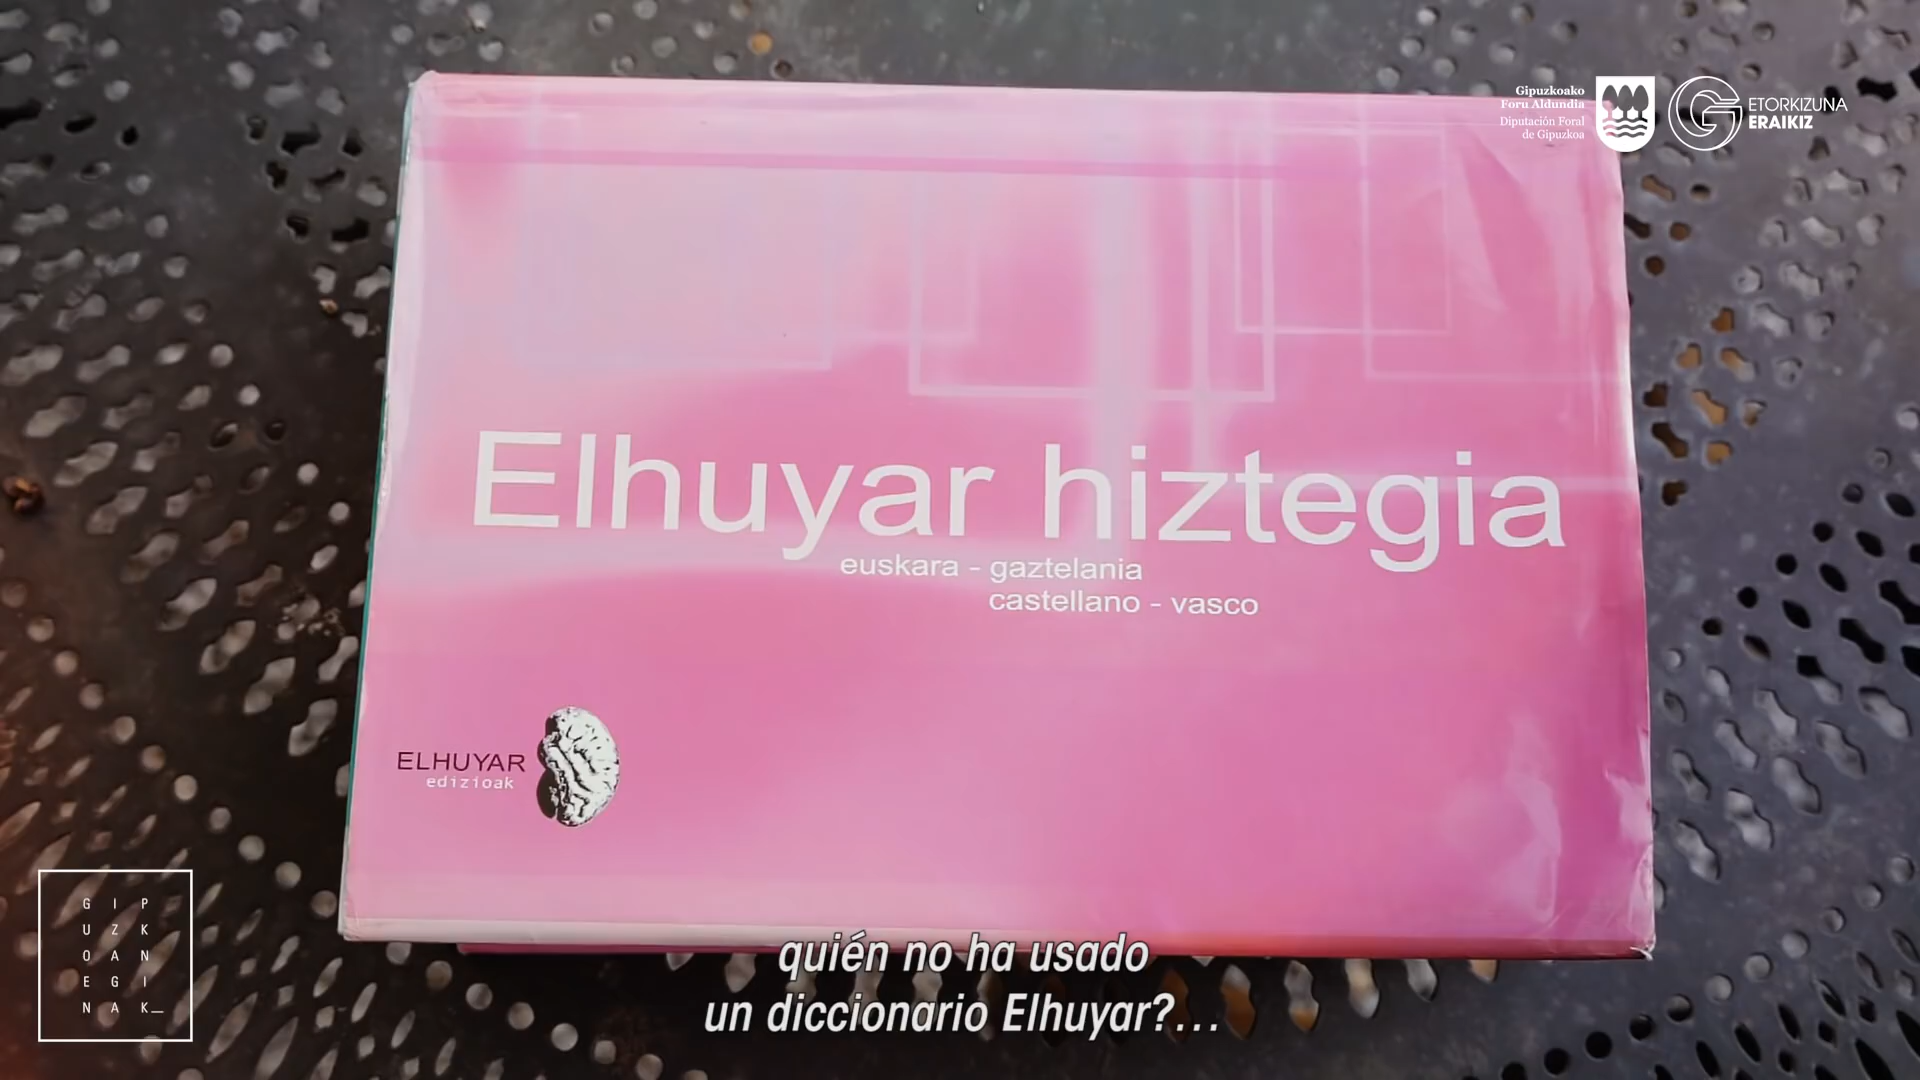 Gipuzkoako
Foru Aldundia
Diputación Foral
de Gipuzkoa
ETORKIZUNA
ERAIKIZ
Elhuyar hiztegia
euskara - gaztelania
castellano - vasco
ELHUYAR
edizioak
G I P
U Z K
O A N
E G I
N A K_
quién no ha usado
un diccionario Elhuyar?...